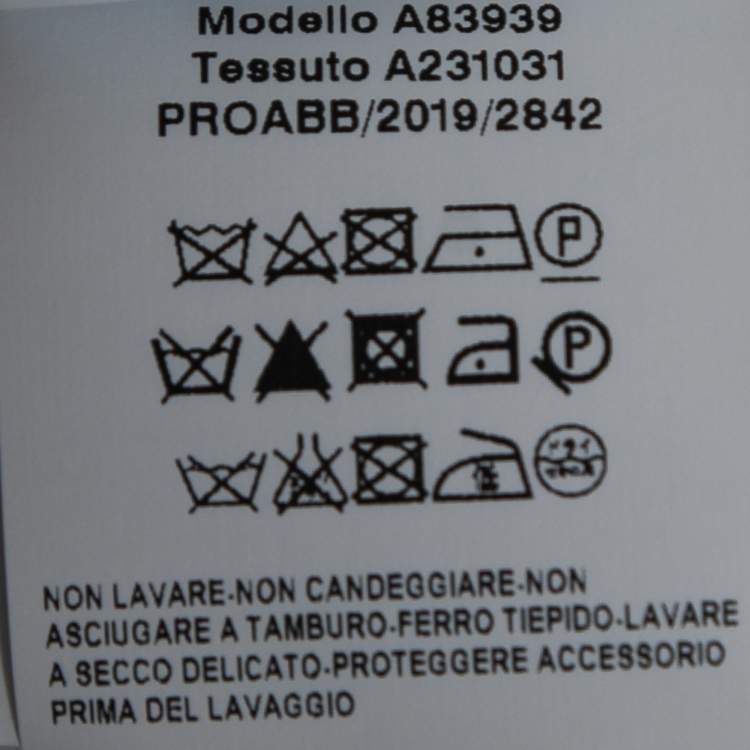 Modello A83939
Tessuto A231031
PROABB/2019/2842
P
P
NON LAVARE-NON CANDEGGIARE-NON
ASCIUGARE A TAMBURO-FERRO TIEPIDO-LAVARE
A SECCO DELICATO-PROTEGGERE ACCESSORIO
PRIMA DEL LAVAGGIO